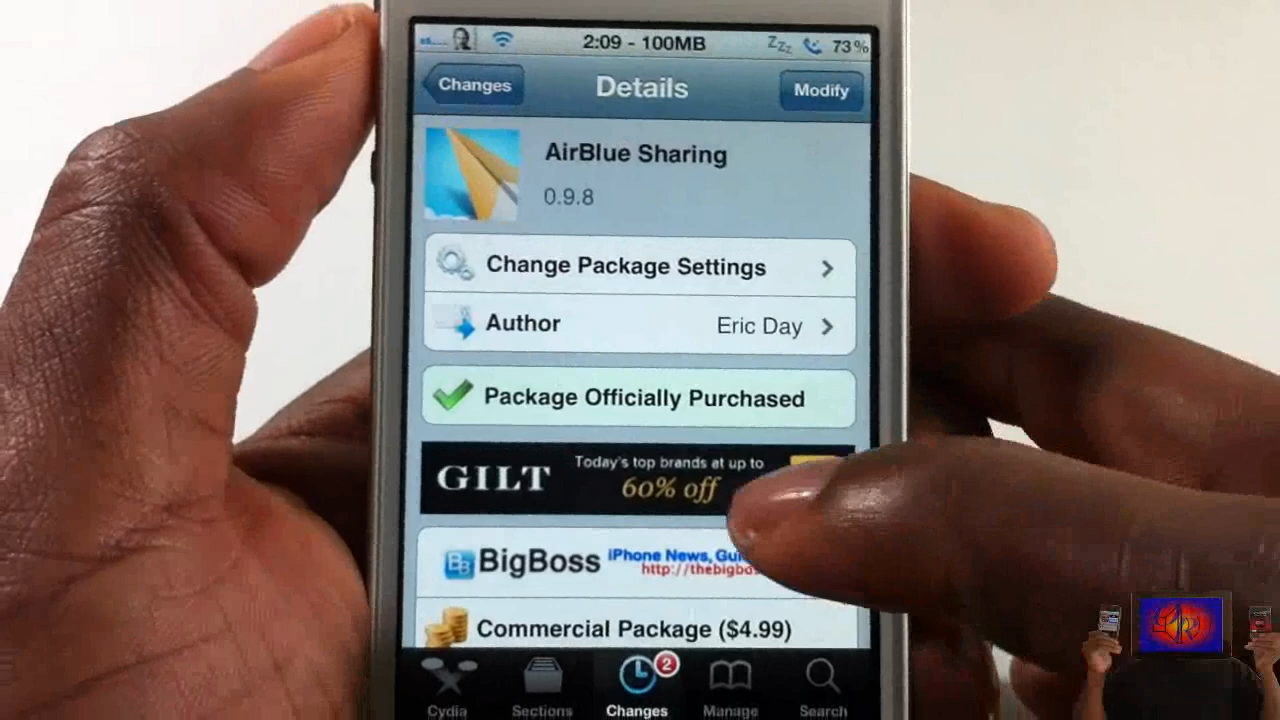 2:09 - 100MB
Zzz
73%
Changes
Details
Modify
AirBlue Sharing
0.9.8
Change Package Settings
Author
Eric Day
Package Officially Purchased
GILT
Today's top brands at up to
60% off
BigBoss
iPhone News,
http://thebigbos
Commercial Package ($4.99)
2
Cydia
Sections
Changes
Manage
Search